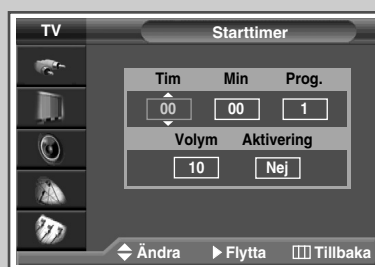 TV Starttimer
Tim Min Prog.
00 00 1
Volym Aktivering
10 Nej
Ändra Flytta Tillbaka